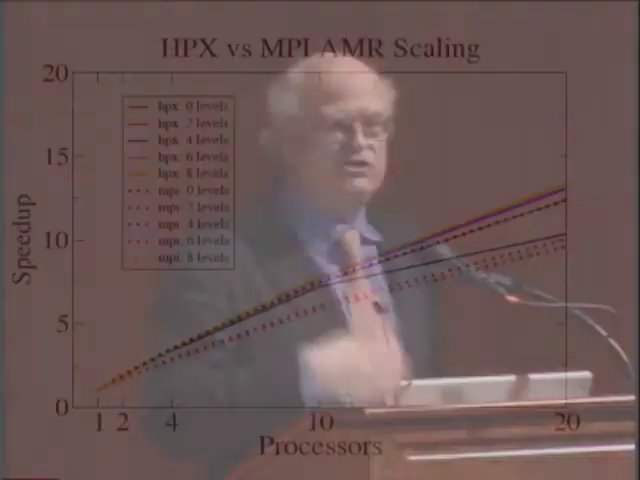 HPX vs MPI AMR Scaling
20
15
10
5
0
Speedup
hpx: 0 levels
hpx: 2 levels
hpx: 4 levels
hpx: 6 levels
hpx: 8 levels
mpi: 0 levels
mpi: 2 levels
mpi: 4 levels
mpi: 6 levels
mpi: 8 levels
1 2 4 10 20
Processors